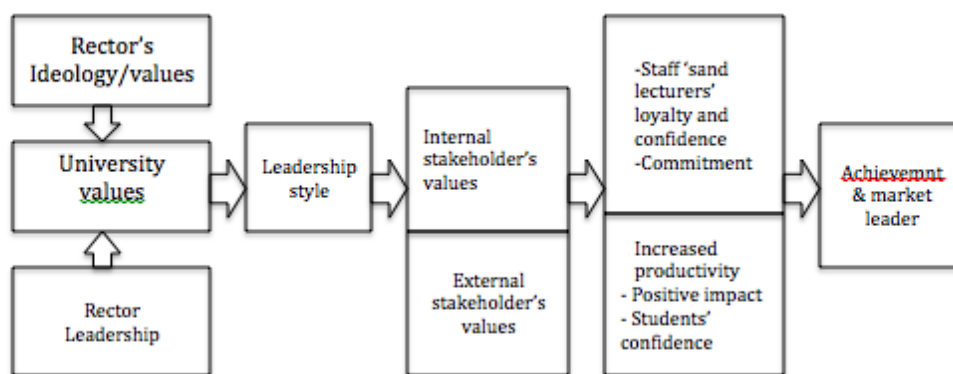 Rector's
Ideology/values
University
values
Rector
Leadership
Leadership
style
Internal
stakeholder's
values
External
stakeholder's
values
-Staff 'sand
lecturers'
loyalty and
confidence
-Commitment
Increased
productivity
- Positive impact
- Students'
confidence
Achievemnt
& market
leader